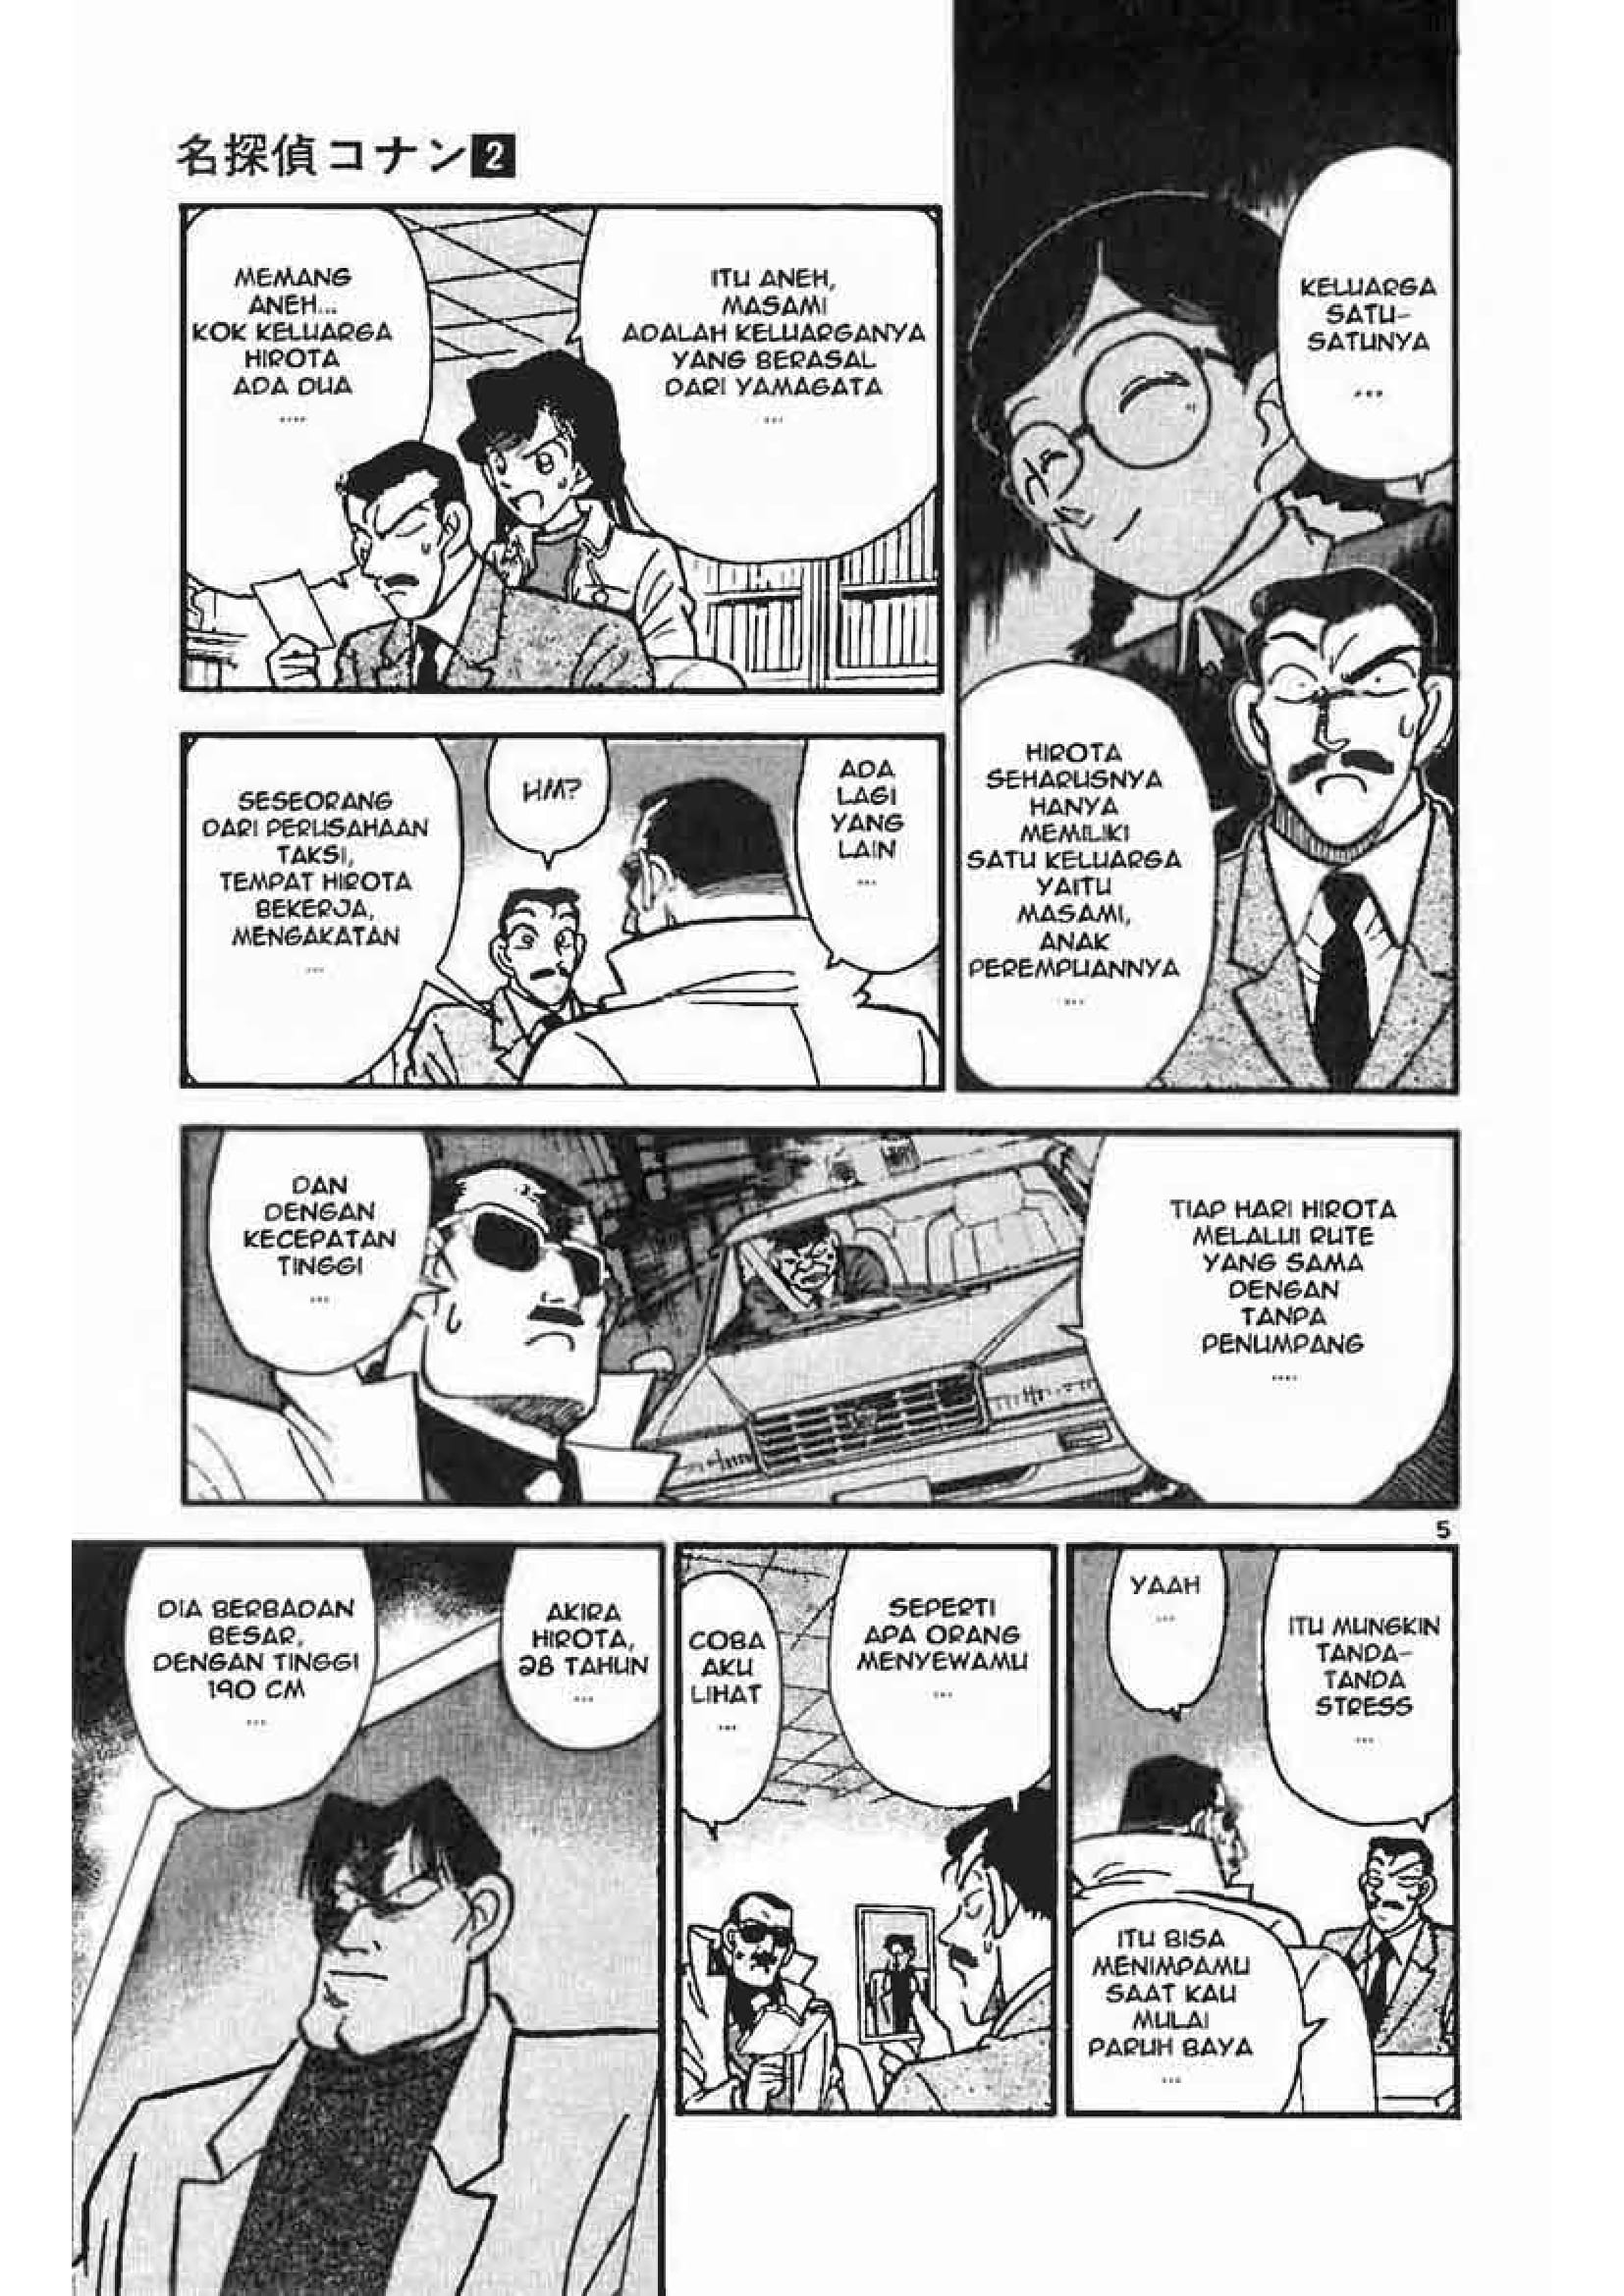 名探偵コナン2
KELUARGA
SATU-
SATUNYA
...
HIROTA
SEHARUSNYA
HANYA
MEMILIKI
SATU KELUARGA
YAITU
MASAMI,
ANAK
PEREMPUANNYA
...
ITU ANEH,
MASAMI
ADALAH KELUARGANYA
YANG BERASAL
DARI YAMAGATA
...
MEMANG
ANEH...
KOK KELUARGA
HIROTA
ADA DUA
....
ADA
LAGI
YANG
LAIN
...
HM?
SESEORANG
DARI PERUSAHAAN
TAKSI,
TEMPAT HIROTA
BEKERJA,
MENGAKATAN
...
TIAP HARI HIROTA
MELALUI RUTE
YANG SAMA
DENGAN
TANPA
PENUMPANG
....
DAN
DENGAN
KECEPATAN
TINGGI
...
5
ITU MUNGKIN
TANDA-
TANDA
STRESS
...
YAAH
...
ITU BISA
MENIMPAMU
SAAT KAU
MULAI
PARUH BAYA
...
SEPERTI
APA ORANG
MENYEWAMU
...
COBA
AKU
LIHAT
...
AKIRA
HIROTA,
28 TAHUN
...
DIA BERBADAN
BESAR,
DENGAN TINGGI
190 CM
...